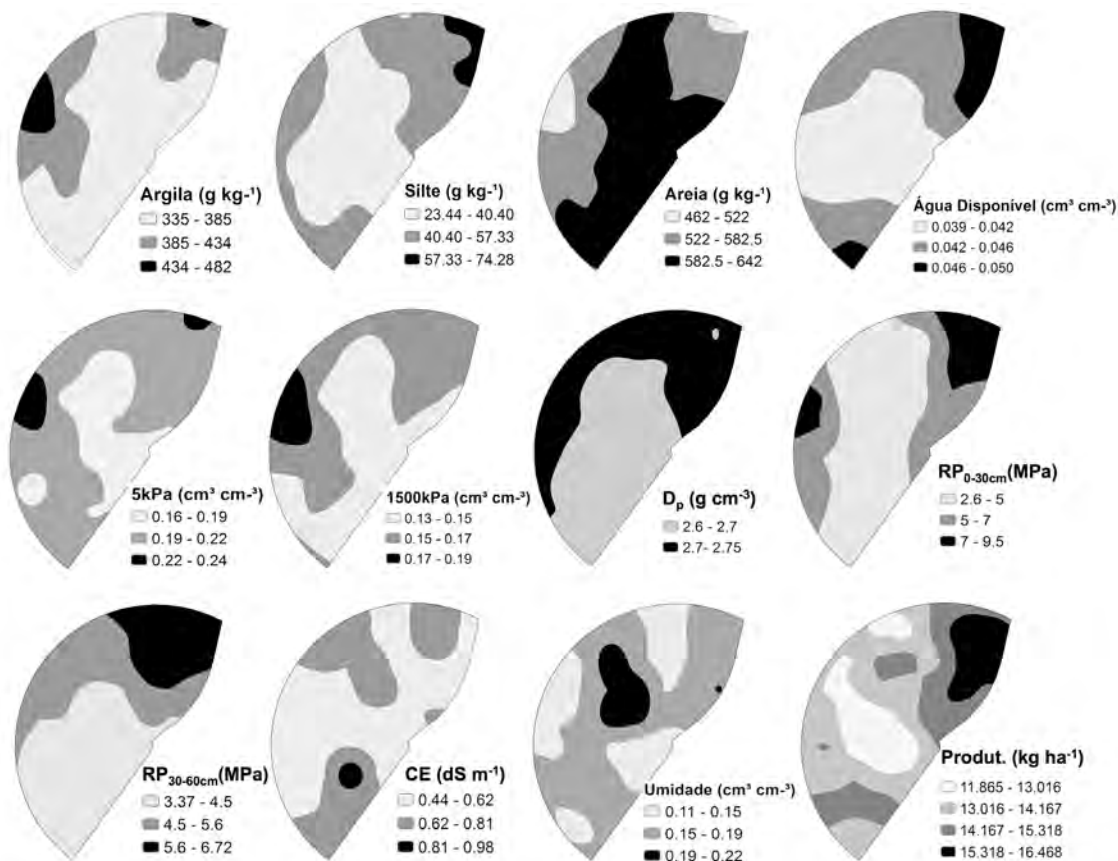 Argila (g kg-1)
335 - 385
385 - 434
434 - 482
Silte (g kg-1)
23.44 - 40.40
40.40 - 57.33
57.33 - 74.28
Areia (g kg-1)
462 - 522
522 - 582.5
582.5 - 642
Água Disponível (cm³ cm-³)
0.039 - 0.042
0.042 - 0.046
0.046 - 0.050
5kPa (cm³ cm-³)
0.16 - 0.19
0.19 - 0.22
0.22 - 0.24
1500kPa (cm³ cm-³)
0.13 - 0.15
0.15 - 0.17
0.17 - 0.19
Dp (g cm-3)
2.6 - 2.7
2.7- 2.75
RP0-30cm(MPa)
2.6 - 5
5 - 7
7 - 9.5
RP30-60cm(MPa)
3.37 - 4.5
4.5 - 5.6
5.6 - 6.72
CE (dS m-1)
0.44 - 0.62
0.62 - 0.81
0.81 - 0.98
Umidade (cm³ cm-³)
0.11 - 0.15
0.15 - 0.19
0.19 - 0.22
Produt. (kg ha-1)
11.865 - 13.016
13.016 - 14.167
14.167 - 15.318
15.318 - 16.468